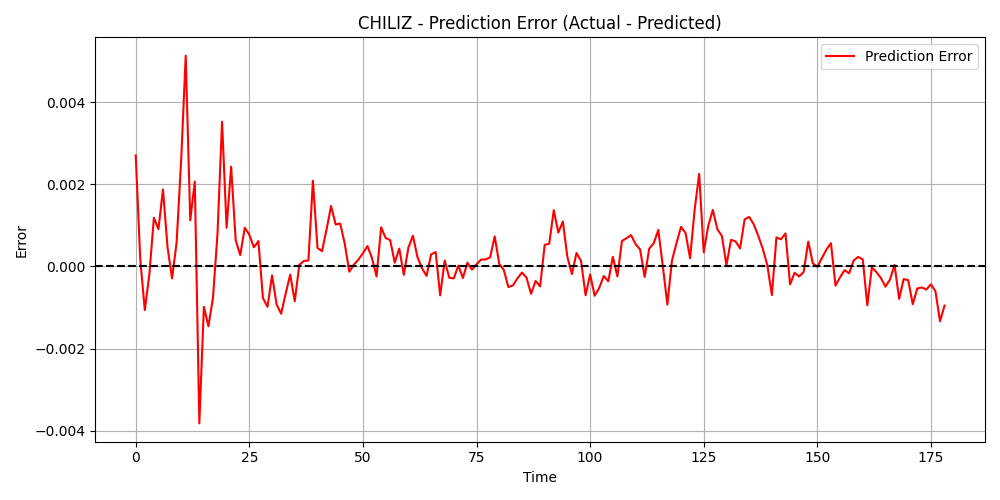 CHILIZ - Prediction Error (Actual - Predicted)
Prediction Error
Error
0.004
0.002
0.000
−0.002
−0.004
0 25 50 75 100 125 150 175
Time